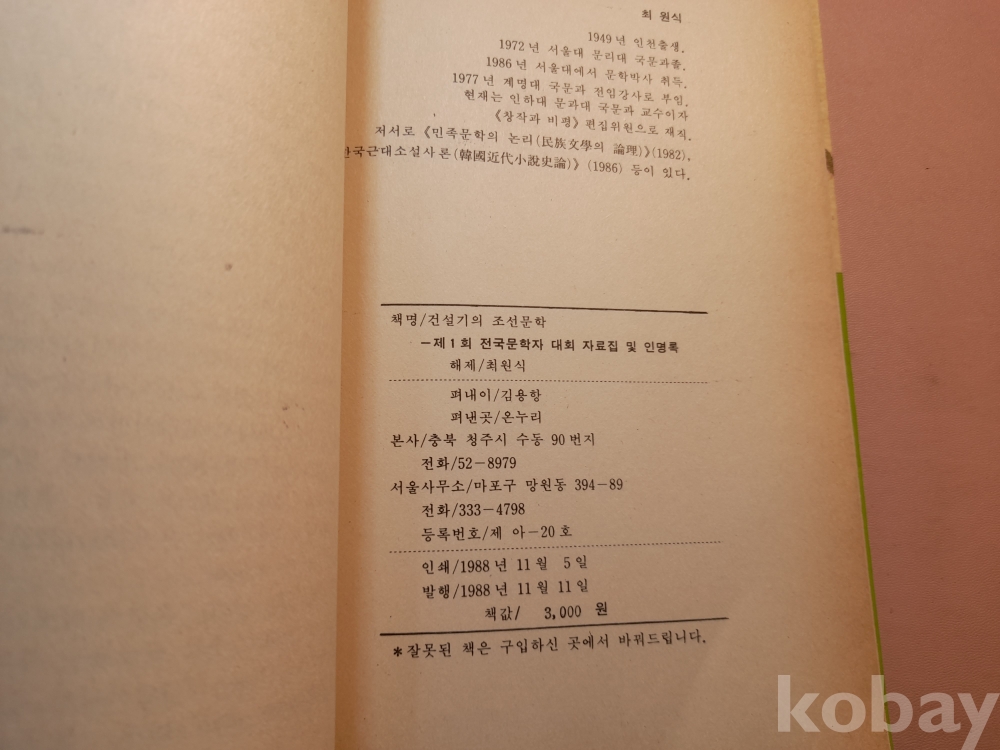 최 원식
1949년 인천출생.
1972년 서울대 문리대 국문과졸.
1986년 서울대에서 문학박사 취득.
1977년 계명대 국문과 전임강사로 부임.
현재는 인하대 문과대 국문과 교수이자
《창작과 비평》 편집위원으로 재직.
저서로 《민족문학의 논리(民族文學의 論理)》(1982),
한국근대소설사론(韓國近代小說史論)》 (1986) 등이 있다.
책명/건설기의 조선문학
－제1회 전국문학자 대회 자료집 및 인명록
해제/최원식
펴내이/김용항
펴낸곳/온누리
본사/충북 청주시 수동 90번지
전화/52－8979
서울사무소/마포구 망원동 394－89
전화/333－4798
등록번호/제 아－20호
인쇄/1988년 11월 5일
발행/1988년 11월 11일
책값/ 3,000 원
*잘못된 책은 구입하신 곳에서 바꿔드립니다.
kobay